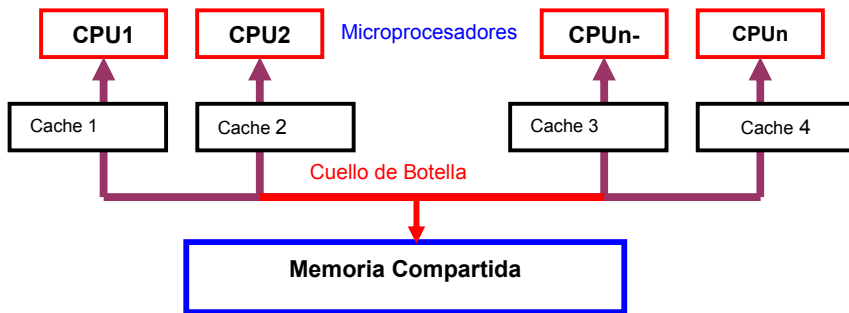 CPU1
CPU2
Microprocesadores
CPUn-
CPUn
Cache 1
Cache 2
Cache 3
Cache 4
Cuello de Botella
Memoria Compartida